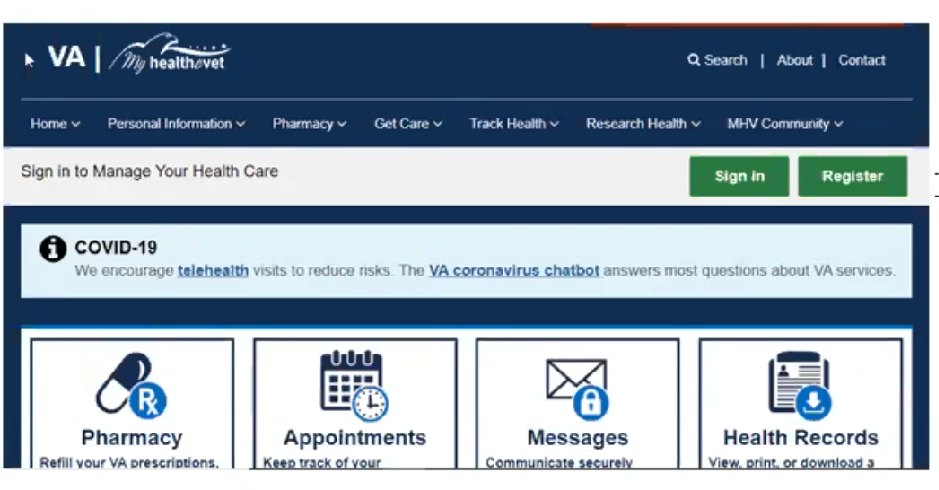 VA | My healthevet
Search | About | Contact
Home Personal Information Pharmacy Get Care Track Health Research Health MHV Community
Sign in to Manage Your Health Care Sign in Register
COVID-19
We encourage telehealth visits to reduce risks. The VA coronavirus chatbot answers most questions about VA services.
Rx
Pharmacy Appointments Messages Health Records
Refill your VA prescriptions, Keep track of your Communicate securely View, print, or download a